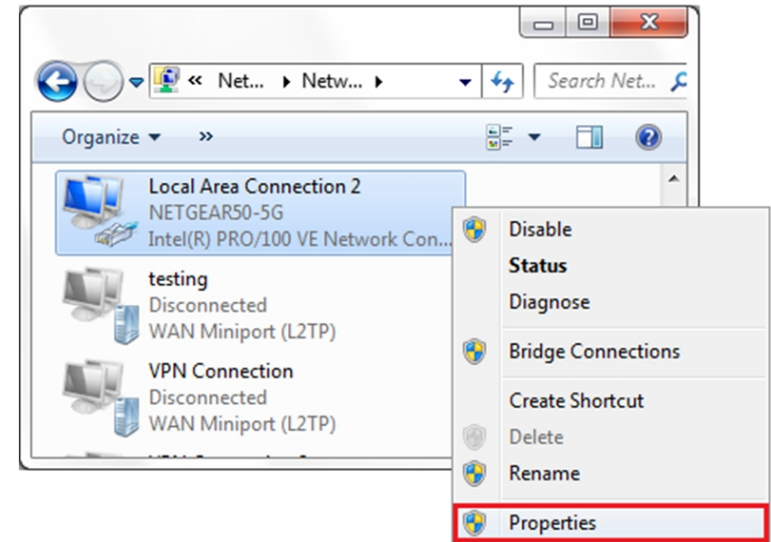 « Net... Netw... Search Net...
Organize »
Local Area Connection 2
NETGEAR50-5G
Intel(R) PRO/100 VE Network Con...
testing
Disconnected
WAN Miniport (L2TP)
VPN Connection
Disconnected
WAN Miniport (L2TP)
Disable
Status
Diagnose
Bridge Connections
Create Shortcut
Delete
Rename
Properties